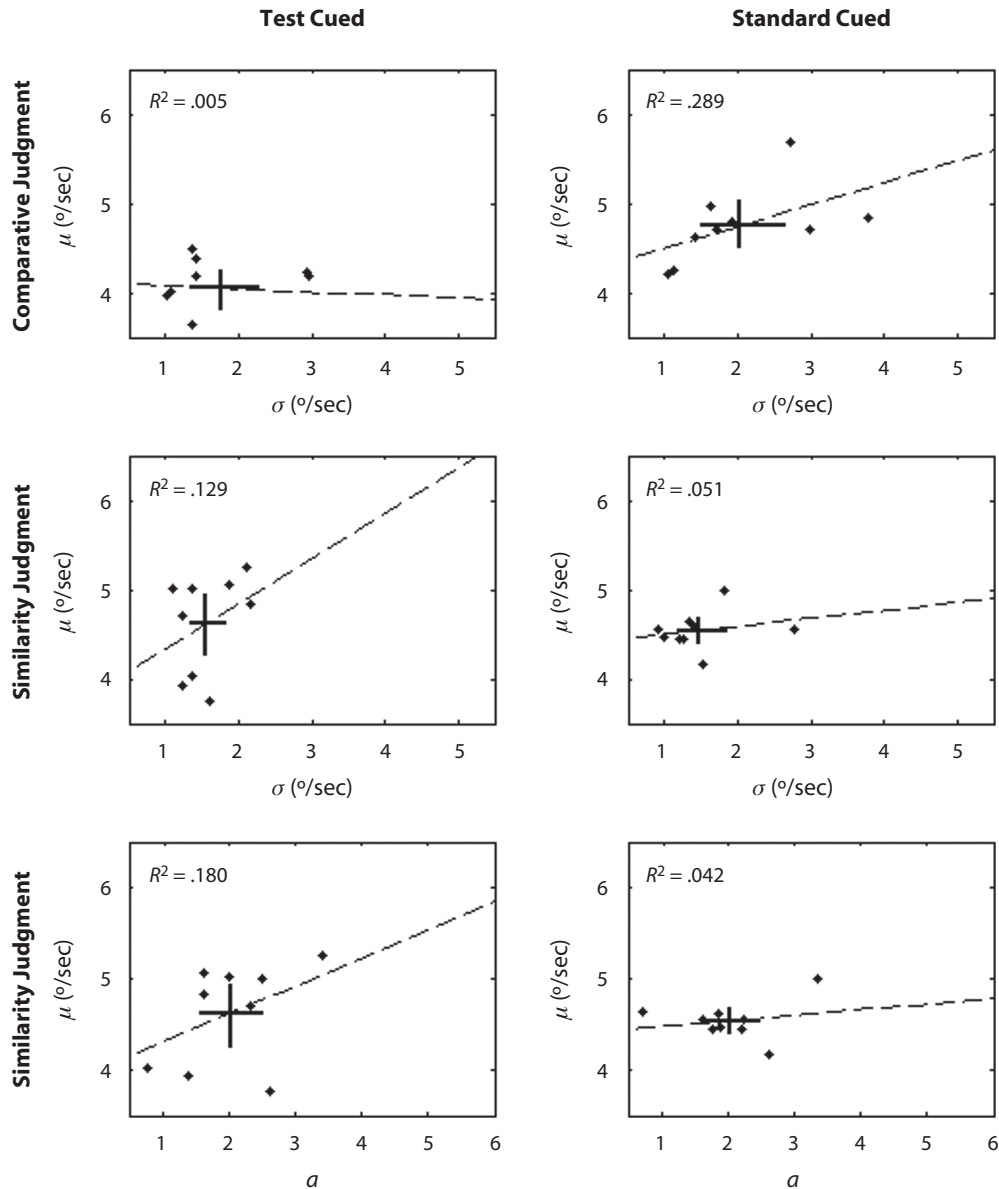 Test Cued
Standard Cued
Comparative Judgment
μ (º/sec)
R² = .005
6
5
4
1 2 3 4 5
σ (º/sec)
μ (º/sec)
R² = .289
6
5
4
1 2 3 4 5
σ (º/sec)
Similarity Judgment
μ (º/sec)
R² = .129
6
5
4
1 2 3 4 5
σ (º/sec)
μ (º/sec)
R² = .051
6
5
4
1 2 3 4 5
σ (º/sec)
Similarity Judgment
μ (º/sec)
R² = .180
6
5
4
1 2 3 4 5 6
a
μ (º/sec)
R² = .042
6
5
4
1 2 3 4 5 6
a